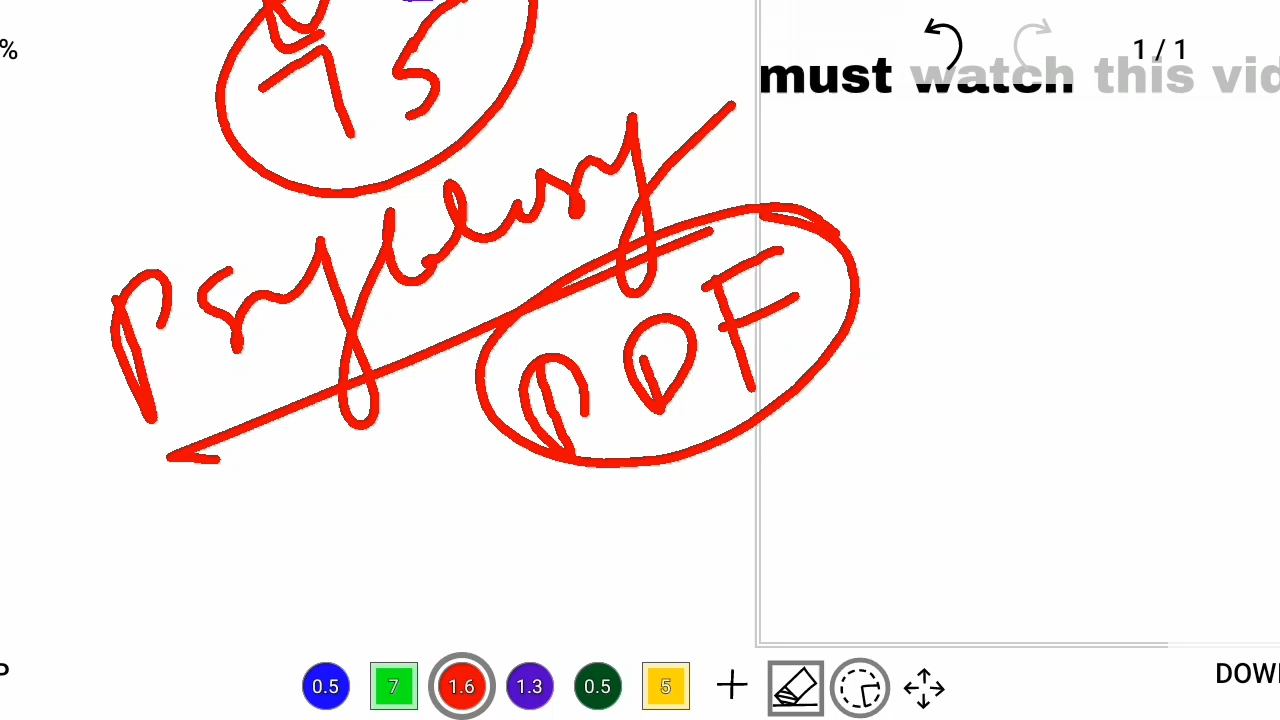 %
1 / 1
must watch this vid
75
Psychology
PDF
P
0.5 7 1.6 1.3 0.5 5
DOW